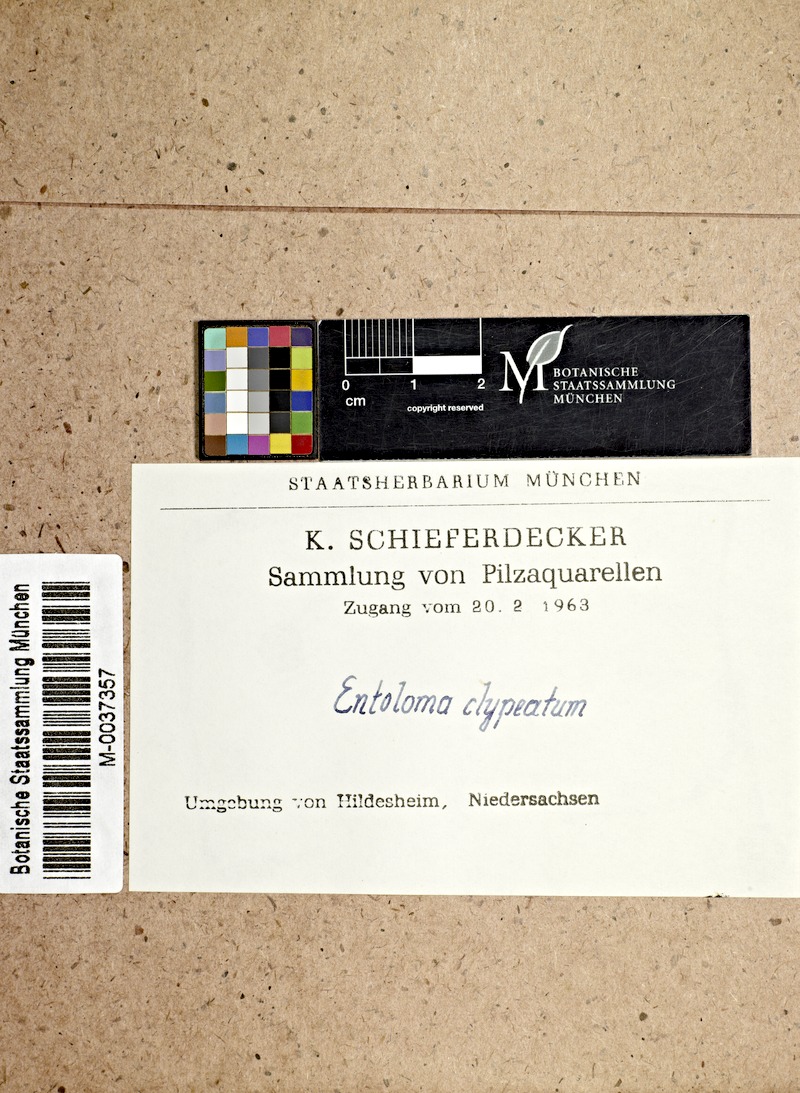 0 1 2
cm
copyright reserved
M BOTANISCHE
STAATSSAMMLUNG
MÜNCHEN
STAATSHERBARIUM MÜNCHEN
K. SCHIEFERDECKER
Sammlung von Pilzaquarellen
Zugang vom 20. 2 1963
Entoloma clypeatum
Umgebung von Hildesheim, Niedersachsen
Botanische Staatssammlung München
M-0037357